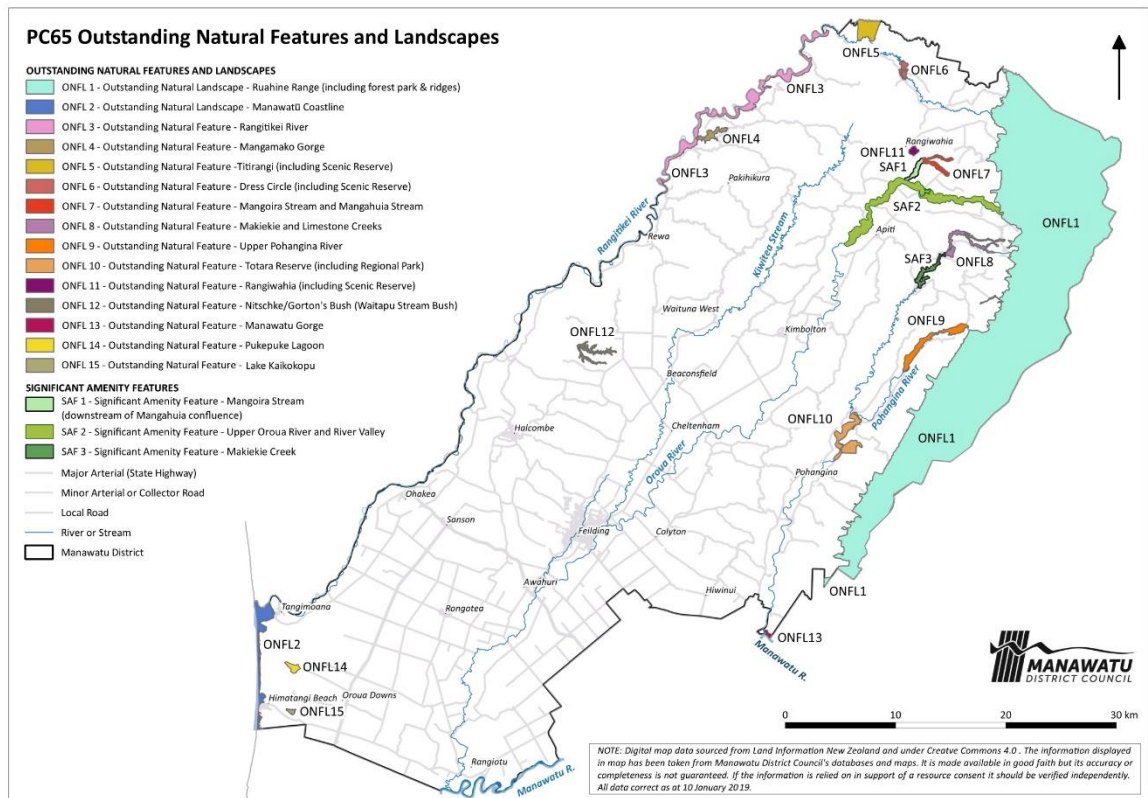 PC65 Outstanding Natural Features and Landscapes
OUTSTANDING NATURAL FEATURES AND LANDSCAPES
ONFL 1 - Outstanding Natural Landscape - Ruahine Range (including forest park & ridges)
ONFL 2 - Outstanding Natural Landscape - Manawatū Coastline
ONFL 3 - Outstanding Natural Feature - Rangitikei River
ONFL 4 - Outstanding Natural Feature - Mangamako Gorge
ONFL 5 - Outstanding Natural Feature -Titirangi (including Scenic Reserve)
ONFL 6 - Outstanding Natural Feature - Dress Circle (including Scenic Reserve)
ONFL 7 - Outstanding Natural Feature - Mangoira Stream and Mangahuia Stream
ONFL 8 - Outstanding Natural Feature - Makiekie and Limestone Creeks
ONFL 9 - Outstanding Natural Feature - Upper Pohangina River
ONFL 10 - Outstanding Natural Feature - Totara Reserve (including Regional Park)
ONFL 11 - Outstanding Natural Feature - Rangiwahia (including Scenic Reserve)
ONFL 12 - Outstanding Natural Feature - Nitschke/Gorton's Bush (Waitapu Stream Bush)
ONFL 13 - Outstanding Natural Feature - Manawatu Gorge
ONFL 14 - Outstanding Natural Feature - Pukepuke Lagoon
ONFL 15 - Outstanding Natural Feature - Lake Kaikokopu
SIGNIFICANT AMENITY FEATURES
SAF 1 - Significant Amenity Feature - Mangoira Stream
(downstream of Mangahuia confluence)
SAF 2 - Significant Amenity Feature - Upper Oroua River and River Valley
SAF 3 - Significant Amenity Feature - Makiekie Creek
Major Arterial (State Highway)
Minor Arterial or Collector Road
Local Road
River or Stream
Manawatu District
ONFL5
ONFL6
ONFL3
ONFL4
Rangiwahia
ONFL11
SAF1
ONFL7
ONFL3
Pakihikura
SAF2
ONFL1
Rangitikei River
Rewa
Kiwitea Stream
Apiti
SAF3
ONFL8
Waituna West
ONFL9
ONFL12
Kimbolton
Beaconsfield
Pohangina River
ONFL10
Halcombe
Cheltenham
Oroua River
ONFL1
Pohangina
Ohakea
Sanson
Feilding
Colyton
Awahuri
Hiwinui
ONFL1
Tangimoana
Rongotea
ONFL13
Manawatu R.
ONFL2
ONFL14
Himatangi Beach
Oroua Downs
ONFL15
Rangiotu
Manawatu R.
MANAWATU
DISTRICT COUNCIL
0 10 20 30 km
NOTE: Digital map data sourced from Land Information New Zealand and under Creatve Commons 4.0 . The information displayed
in map has been taken from Manawatu District Council's databases and maps. It is made available in good faith but its accuracy or
completeness is not guaranteed. If the information is relied on in support of a resource consent it should be verified independently.
All data correct as at 10 January 2019.